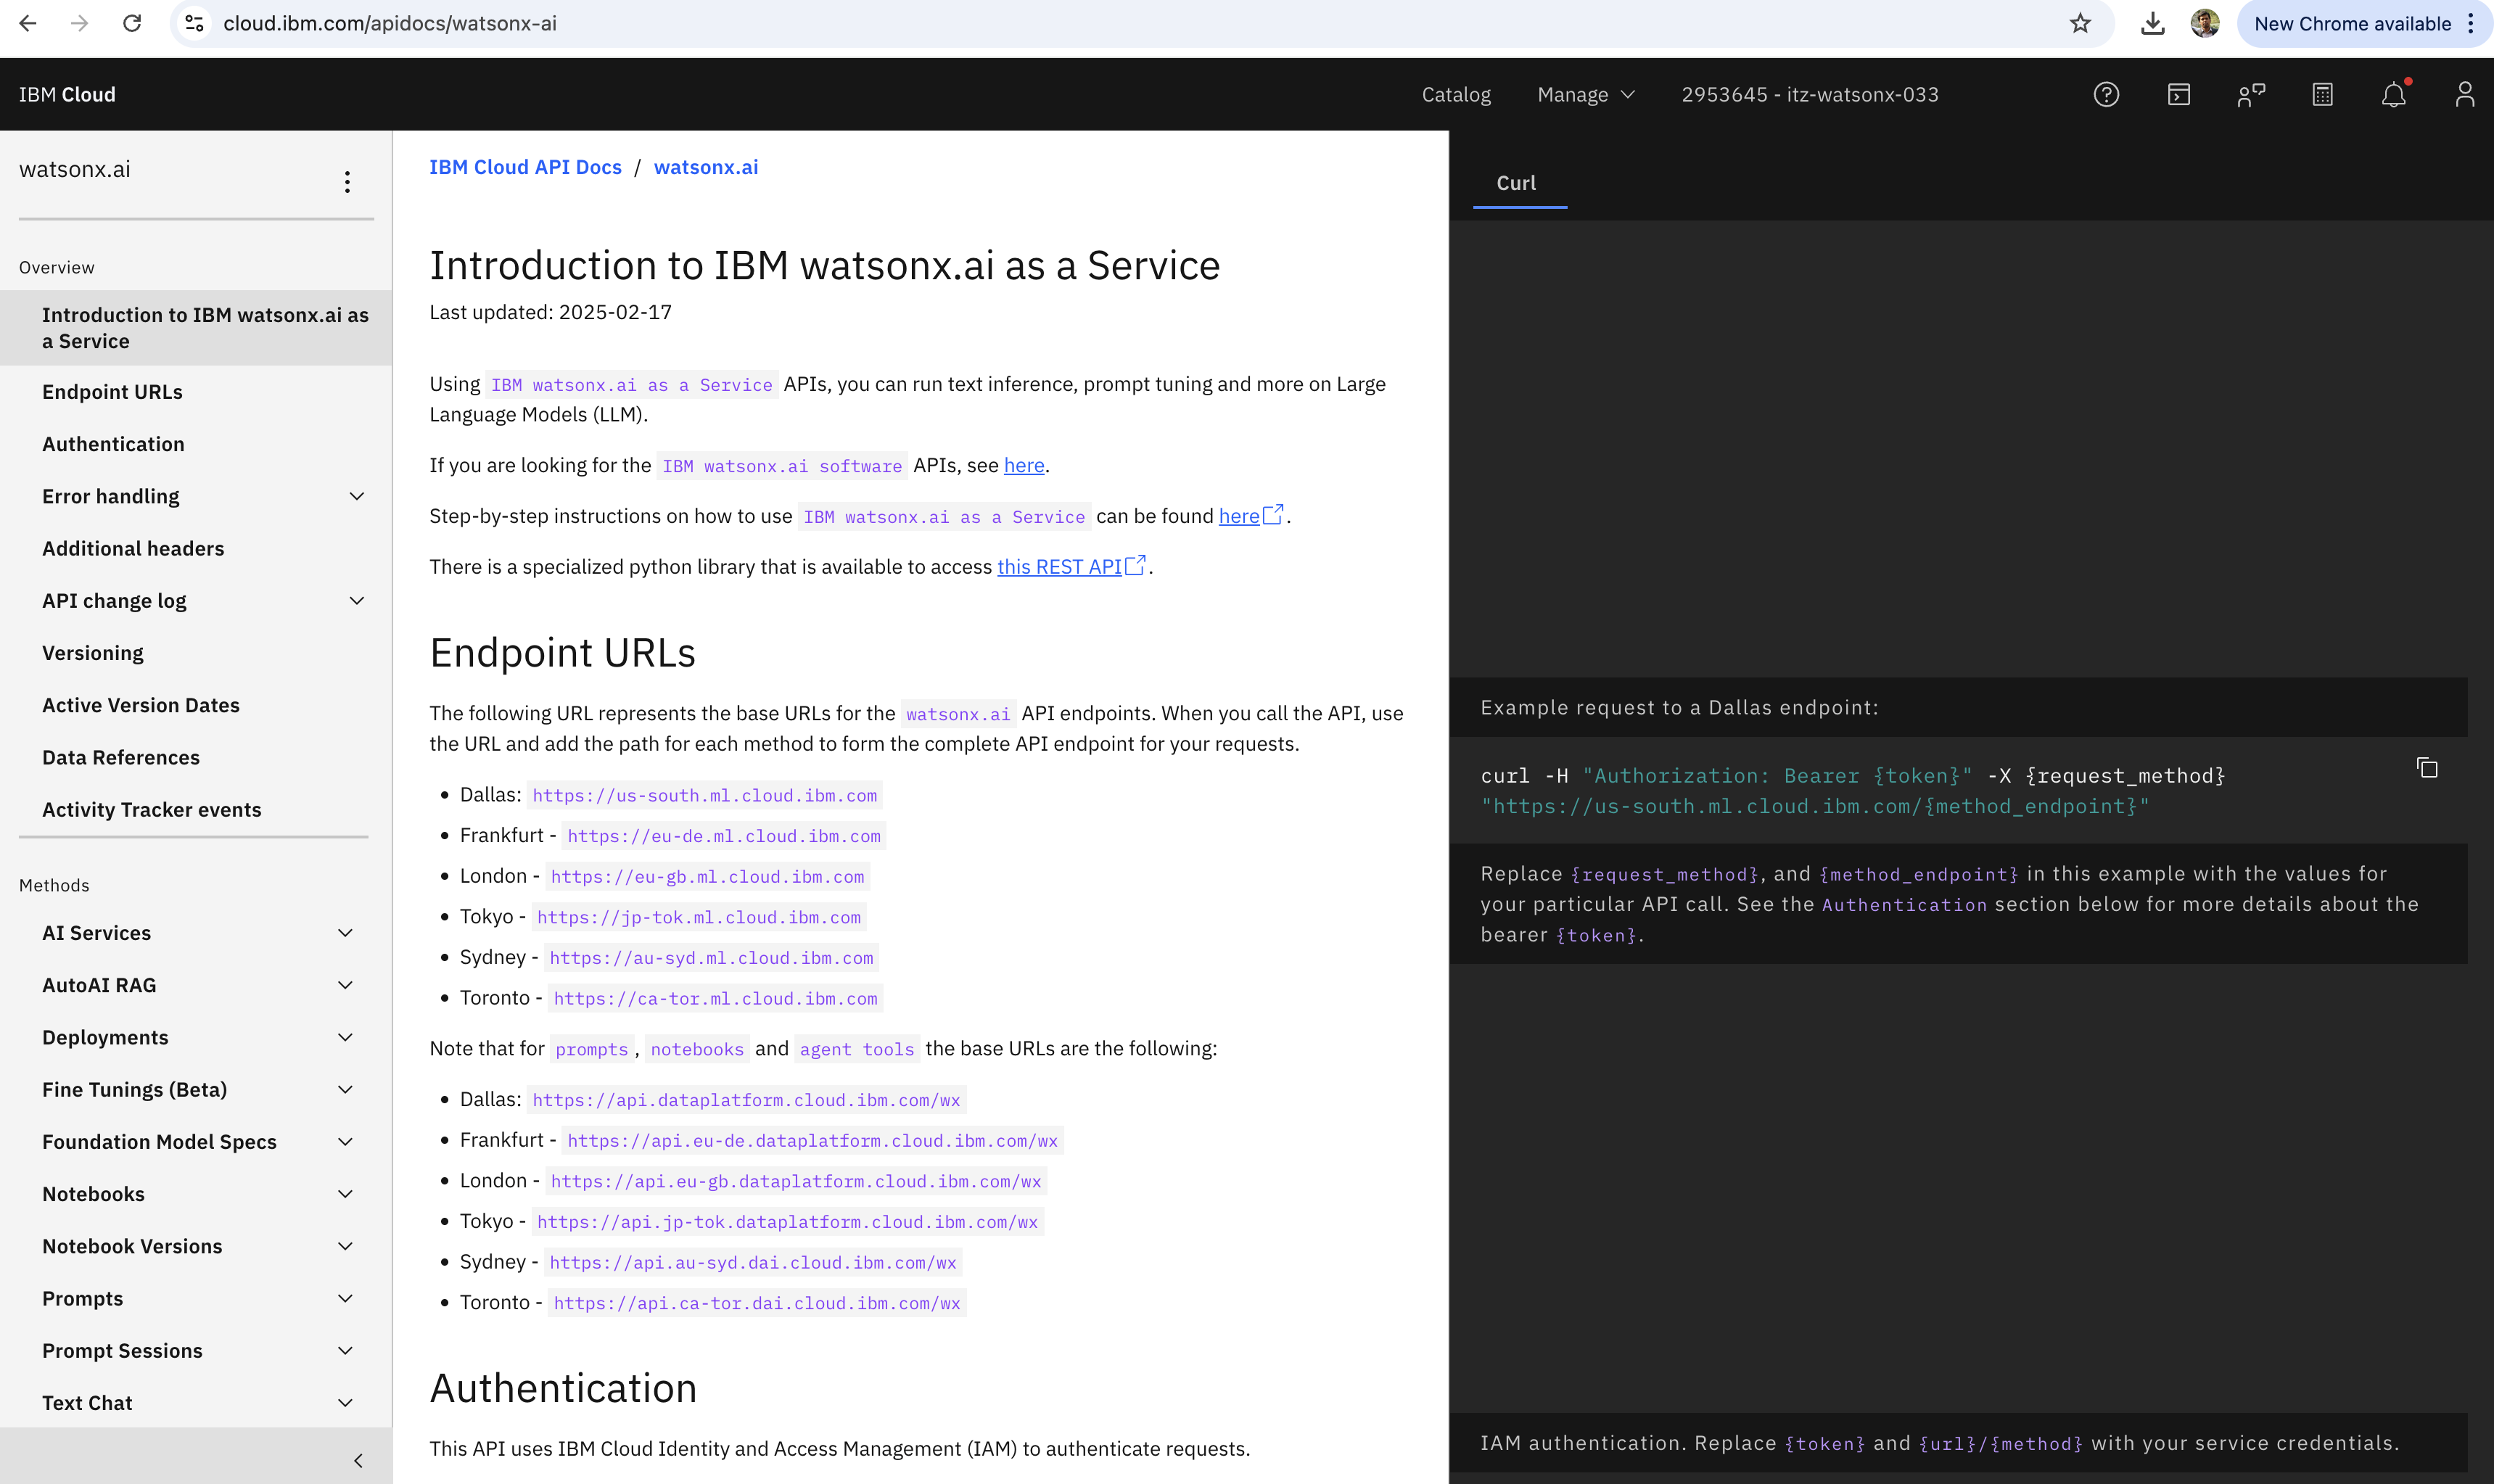 cloud.ibm.com/apidocs/watsonx-ai
New Chrome available
IBM Cloud
Catalog
Manage
2953645 - itz-watsonx-033
watsonx.ai
Overview
Introduction to IBM watsonx.ai as
a Service
Endpoint URLs
Authentication
Error handling
Additional headers
API change log
Versioning
Active Version Dates
Data References
Activity Tracker events
Methods
AI Services
AutoAI RAG
Deployments
Fine Tunings (Beta)
Foundation Model Specs
Notebooks
Notebook Versions
Prompts
Prompt Sessions
Text Chat
IBM Cloud API Docs / watsonx.ai
Introduction to IBM watsonx.ai as a Service
Last updated: 2025-02-17
Using IBM watsonx.ai as a Service APIs, you can run text inference, prompt tuning and more on Large
Language Models (LLM).
If you are looking for the IBM watsonx.ai software APIs, see here.
Step-by-step instructions on how to use IBM watsonx.ai as a Service can be found here.
There is a specialized python library that is available to access this REST API.
Endpoint URLs
The following URL represents the base URLs for the watsonx.ai API endpoints. When you call the API, use
the URL and add the path for each method to form the complete API endpoint for your requests.
• Dallas: https://us-south.ml.cloud.ibm.com
• Frankfurt - https://eu-de.ml.cloud.ibm.com
• London - https://eu-gb.ml.cloud.ibm.com
• Tokyo - https://jp-tok.ml.cloud.ibm.com
• Sydney - https://au-syd.ml.cloud.ibm.com
• Toronto - https://ca-tor.ml.cloud.ibm.com
Note that for prompts, notebooks and agent tools the base URLs are the following:
• Dallas: https://api.dataplatform.cloud.ibm.com/wx
• Frankfurt - https://api.eu-de.dataplatform.cloud.ibm.com/wx
• London - https://api.eu-gb.dataplatform.cloud.ibm.com/wx
• Tokyo - https://api.jp-tok.dataplatform.cloud.ibm.com/wx
• Sydney - https://api.au-syd.dai.cloud.ibm.com/wx
• Toronto - https://api.ca-tor.dai.cloud.ibm.com/wx
Authentication
This API uses IBM Cloud Identity and Access Management (IAM) to authenticate requests.
Curl
Example request to a Dallas endpoint:
curl -H "Authorization: Bearer {token}" -X {request_method}
"https://us-south.ml.cloud.ibm.com/{method_endpoint}"
Replace {request_method}, and {method_endpoint} in this example with the values for
your particular API call. See the Authentication section below for more details about the
bearer {token}.
IAM authentication. Replace {token} and {url}/{method} with your service credentials.